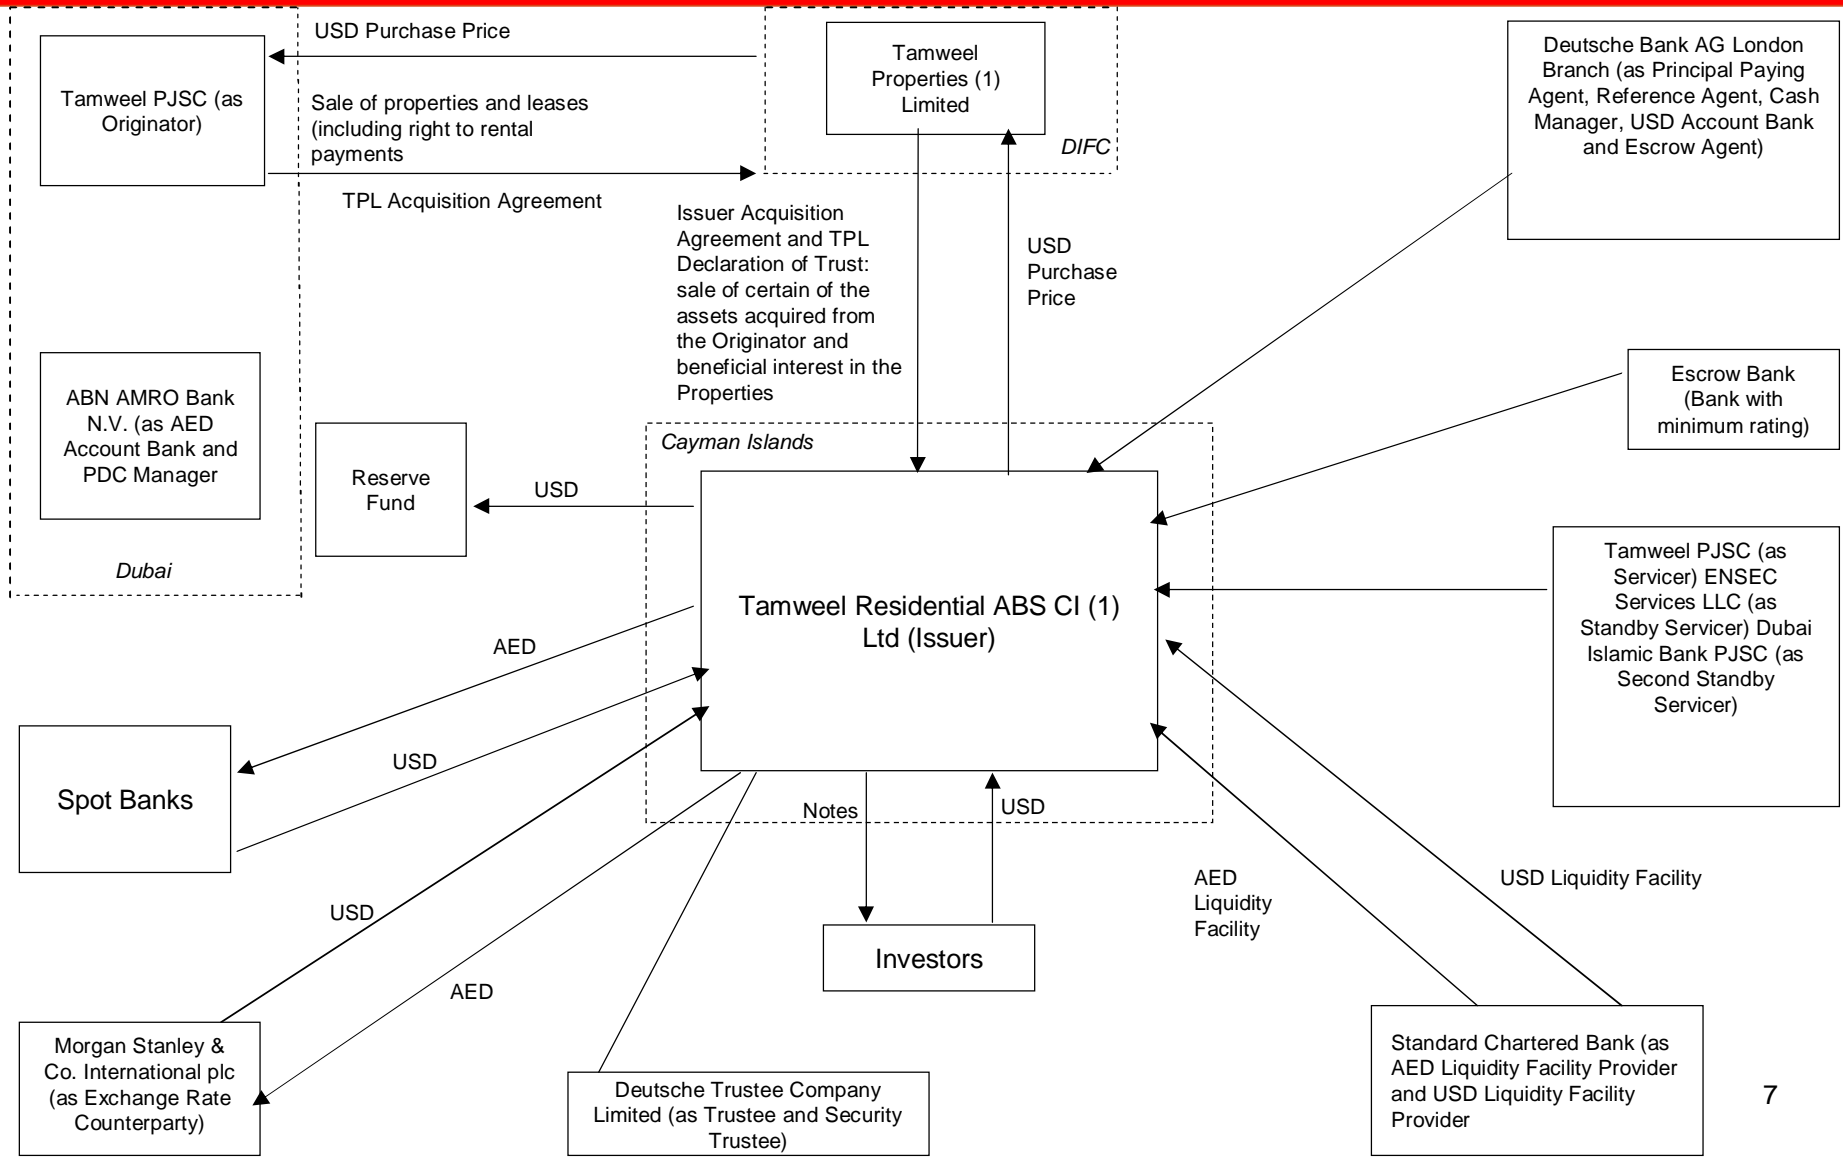 USD Purchase Price
Tamweel PJSC (as
Originator)
Sale of properties and leases
(including right to rental
payments
TPL Acquisition Agreement
Tamweel
Properties (1)
Limited
DIFC
Deutsche Bank AG London
Branch (as Principal Paying
Agent, Reference Agent, Cash
Manager, USD Account Bank
and Escrow Agent)
Issuer Acquisition
Agreement and TPL
Declaration of Trust:
sale of certain of the
assets acquired from
the Originator and
beneficial interest in the
Properties
USD
Purchase
Price
ABN AMRO Bank
N.V. (as AED
Account Bank and
PDC Manager
Dubai
Reserve
Fund
USD
Cayman Islands
Escrow Bank
(Bank with
minimum rating)
Tamweel Residential ABS CI (1)
Ltd (Issuer)
Tamweel PJSC (as
Servicer) ENSEC
Services LLC (as
Standby Servicer) Dubai
Islamic Bank PJSC (as
Second Standby
Servicer)
AED
USD
Spot Banks
Notes
USD
USD
AED
Investors
AED
Liquidity
Facility
USD Liquidity Facility
Morgan Stanley &
Co. International plc
(as Exchange Rate
Counterparty)
Deutsche Trustee Company
Limited (as Trustee and Security
Trustee)
Standard Chartered Bank (as
AED Liquidity Facility Provider
and USD Liquidity Facility
Provider
7